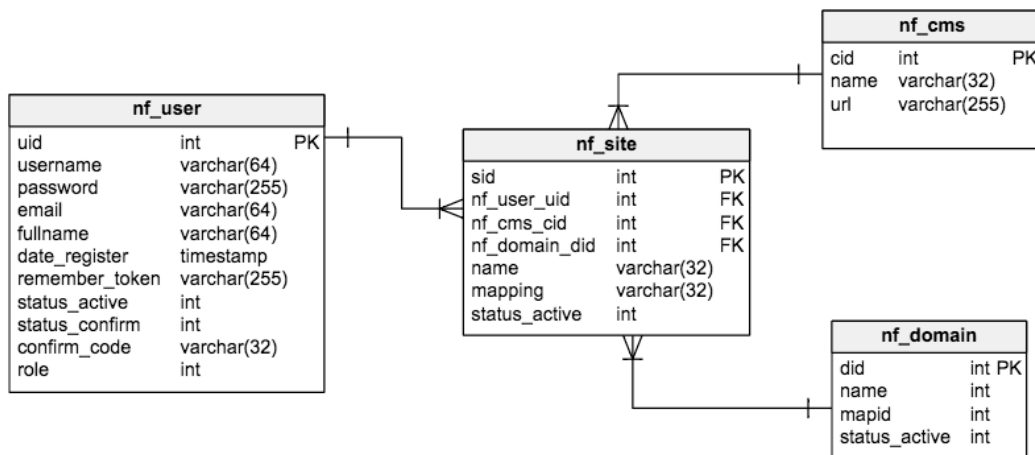 nf_user
uid int PK
username varchar(64)
password varchar(255)
email varchar(64)
fullname varchar(64)
date_register timestamp
remember_token varchar(255)
status_active int
status_confirm int
confirm_code varchar(32)
role int
nf_site
sid int PK
nf_user_uid int FK
nf_cms_cid int FK
nf_domain_did int FK
name varchar(32)
mapping varchar(32)
status_active int
nf_cms
cid int PK
name varchar(32)
url varchar(255)
nf_domain
did int PK
name int
mapid int
status_active int